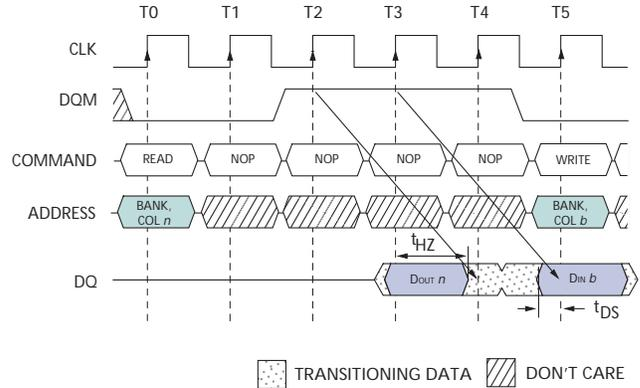 T0 T1 T2 T3 T4 T5
CLK
DQM
COMMAND READ NOP NOP NOP NOP WRITE
ADDRESS BANK, COL n BANK, COL b
tHZ
DQ DOUT n DIN b
tDS
TRANSITIONING DATA DON'T CARE